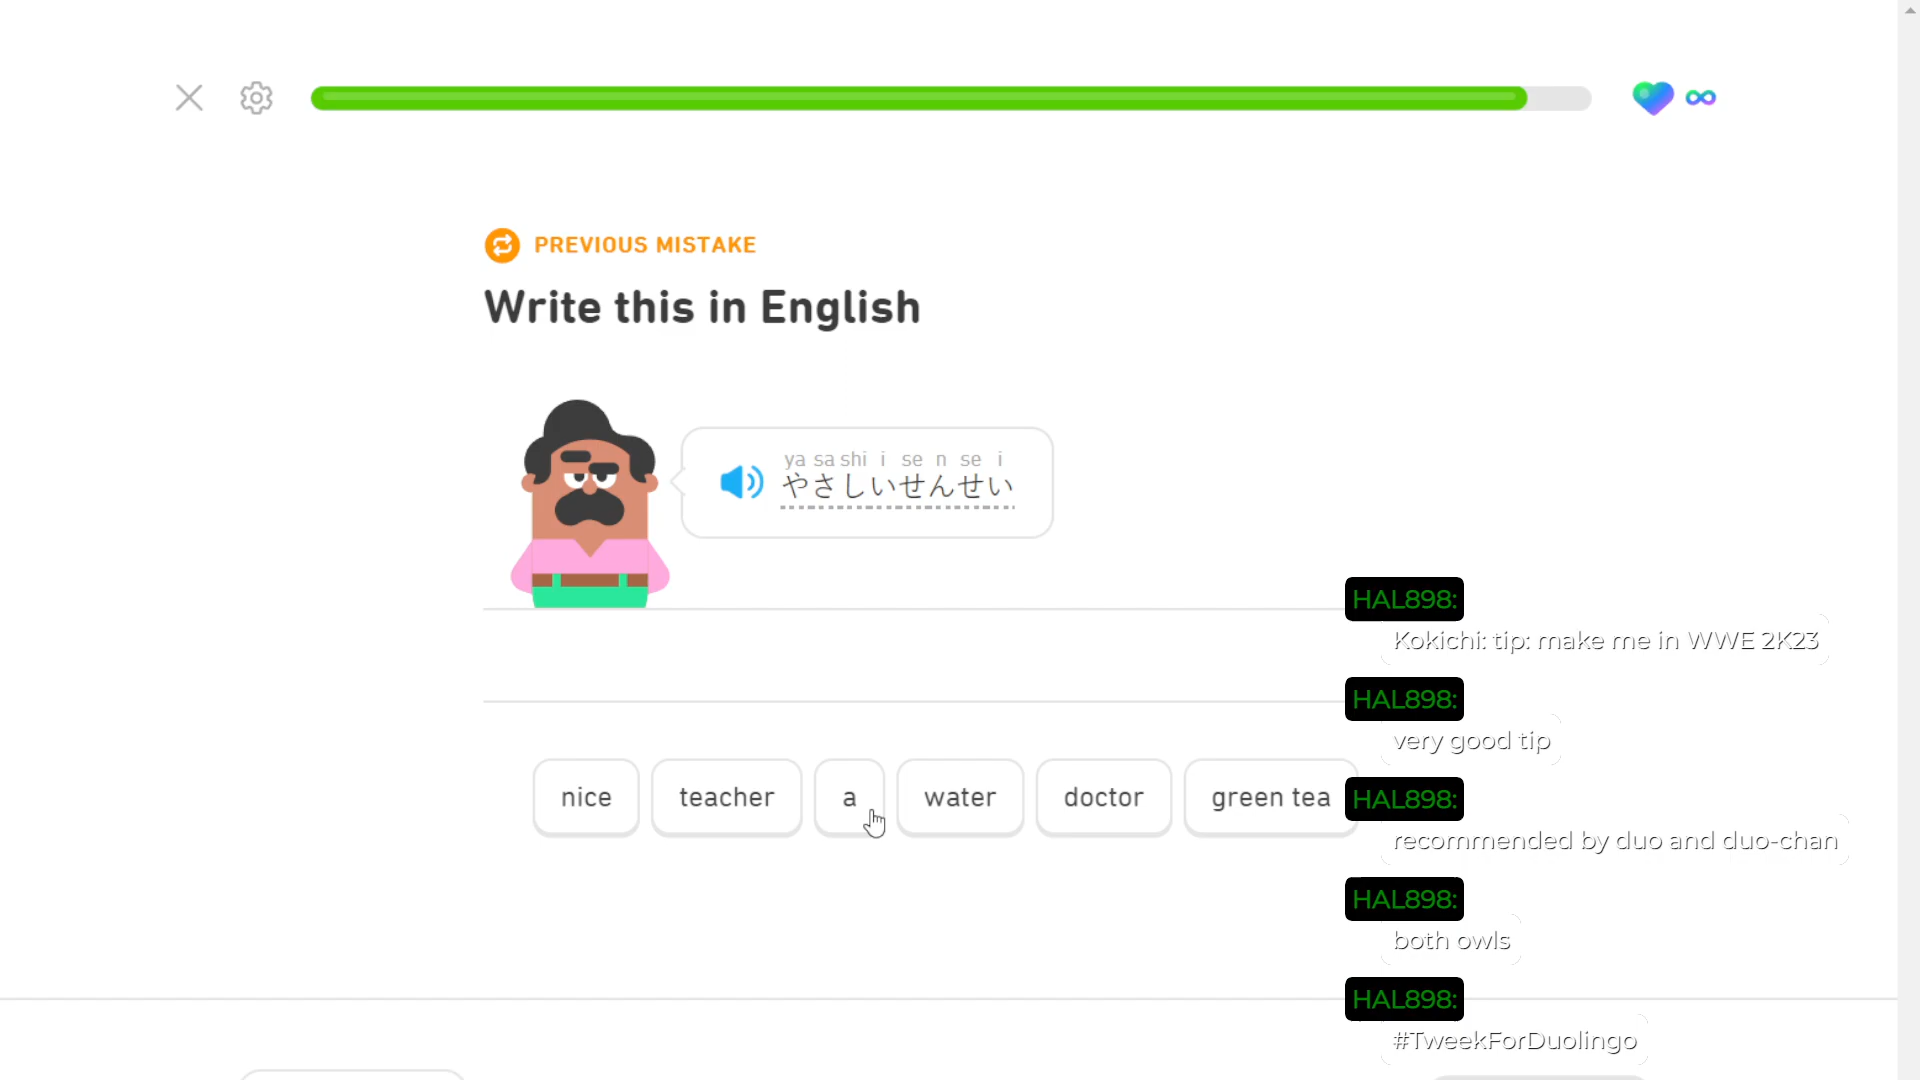 PREVIOUS MISTAKE
Write this in English
ya sa shi i se n se i
やさしいせんせい
nice teacher a water doctor green tea
HAL898:
Kokichi: tip: make me in WWE 2K23
HAL898:
very good tip
HAL898:
recommended by duo and duo-chan
HAL898:
both owls
HAL898:
#TweekForDuolingo